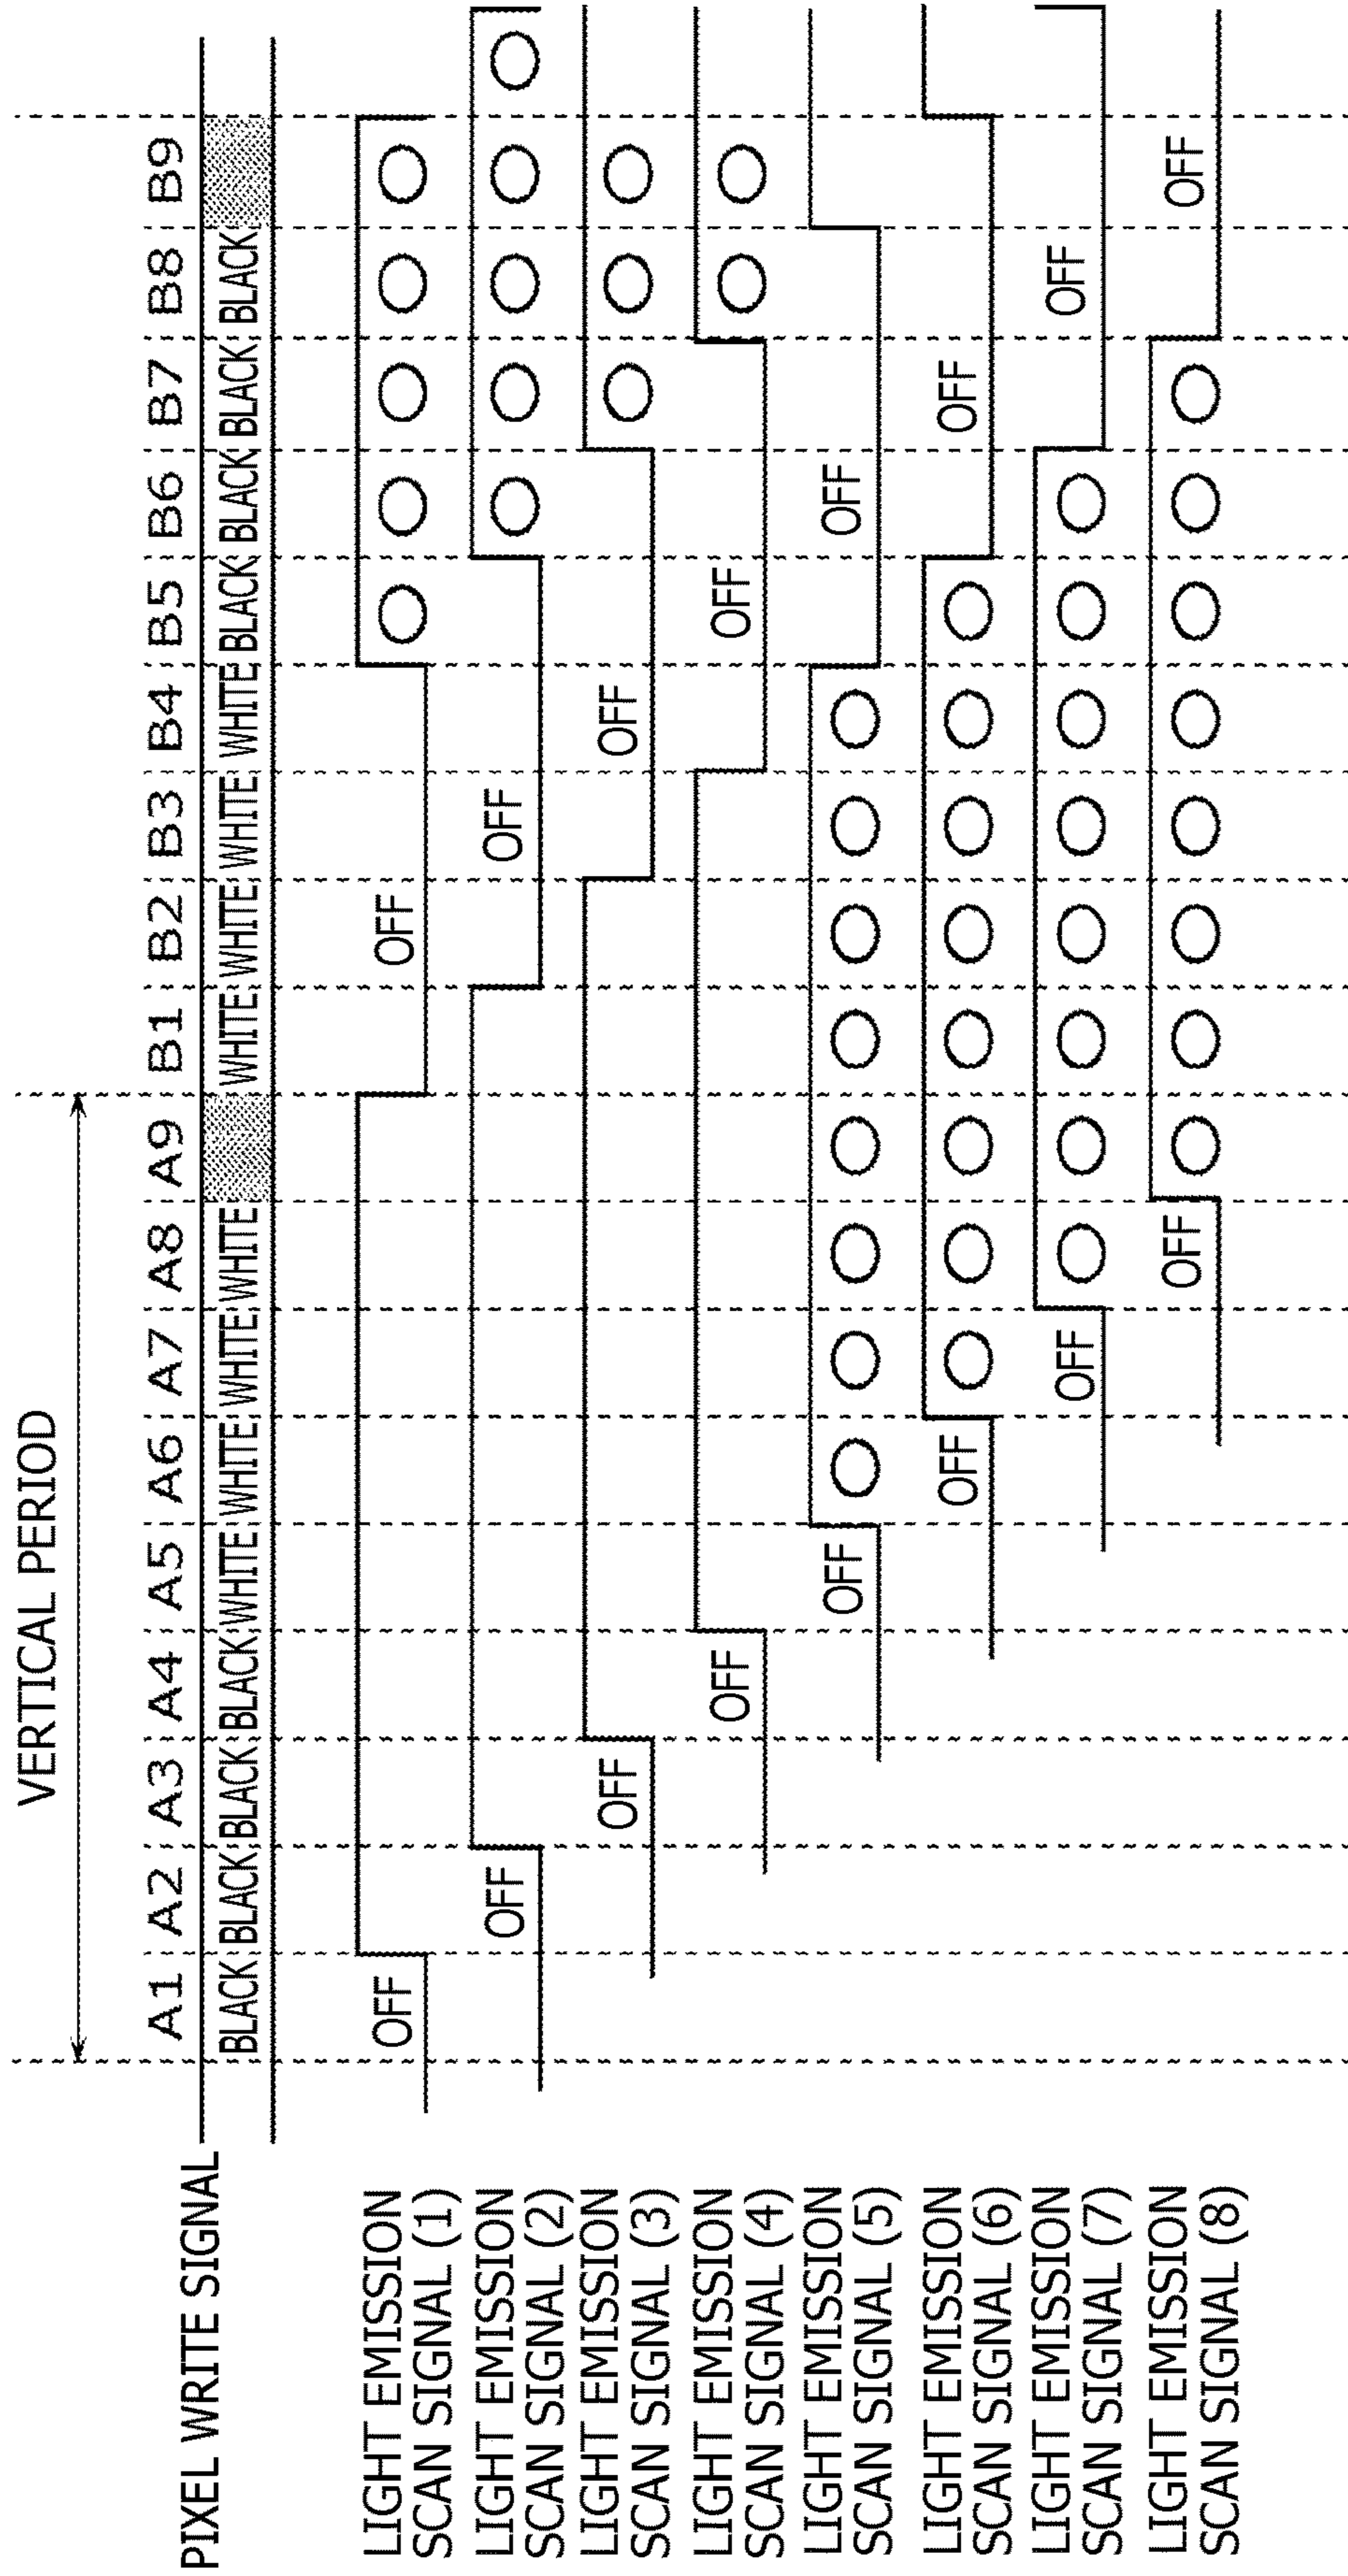 VERTICAL PERIOD
A1 A2 A3 A4 A5 A6 A7 A8 A9 B1 B2 B3 B4 B5 B6 B7 B8 B9
PIXEL WRITE SIGNAL
BLACK BLACK BLACK BLACK WHITE WHITE WHITE WHITE WHITE WHITE WHITE WHITE BLACK BLACK BLACK BLACK
LIGHT EMISSION
SCAN SIGNAL (1)
OFF OFF
LIGHT EMISSION
SCAN SIGNAL (2)
OFF OFF
LIGHT EMISSION
SCAN SIGNAL (3)
OFF OFF
LIGHT EMISSION
SCAN SIGNAL (4)
OFF OFF
LIGHT EMISSION
SCAN SIGNAL (5)
OFF OFF
LIGHT EMISSION
SCAN SIGNAL (6)
OFF OFF
LIGHT EMISSION
SCAN SIGNAL (7)
OFF OFF
LIGHT EMISSION
SCAN SIGNAL (8)
OFF OFF